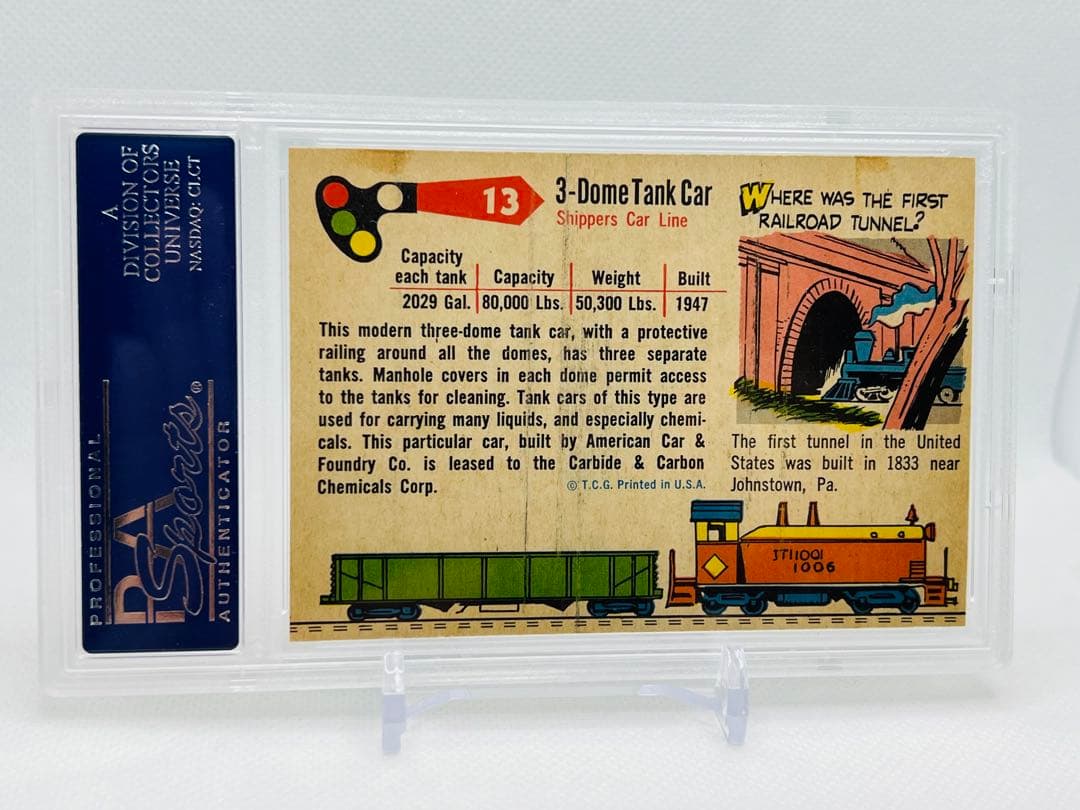 A
DIVISION OF
COLLECTORS
UNIVERSE
NASDAQ: CLCT
PROFESSIONAL
PSA
Sports®
AUTHENTICATOR
13
3-Dome Tank Car
Shippers Car Line
Capacity
each tank Capacity Weight Built
2029 Gal. 80,000 Lbs. 50,300 Lbs. 1947
This modern three-dome tank car, with a protective
railing around all the domes, has three separate
tanks. Manhole covers in each dome permit access
to the tanks for cleaning. Tank cars of this type are
used for carrying many liquids, and especially chemi-
cals. This particular car, built by American Car &
Foundry Co. is leased to the Carbide & Carbon
Chemicals Corp.
© T.C.G. Printed in U.S.A.
WHERE WAS THE FIRST
RAILROAD TUNNEL?
The first tunnel in the United
States was built in 1833 near
Johnstown, Pa.
1006